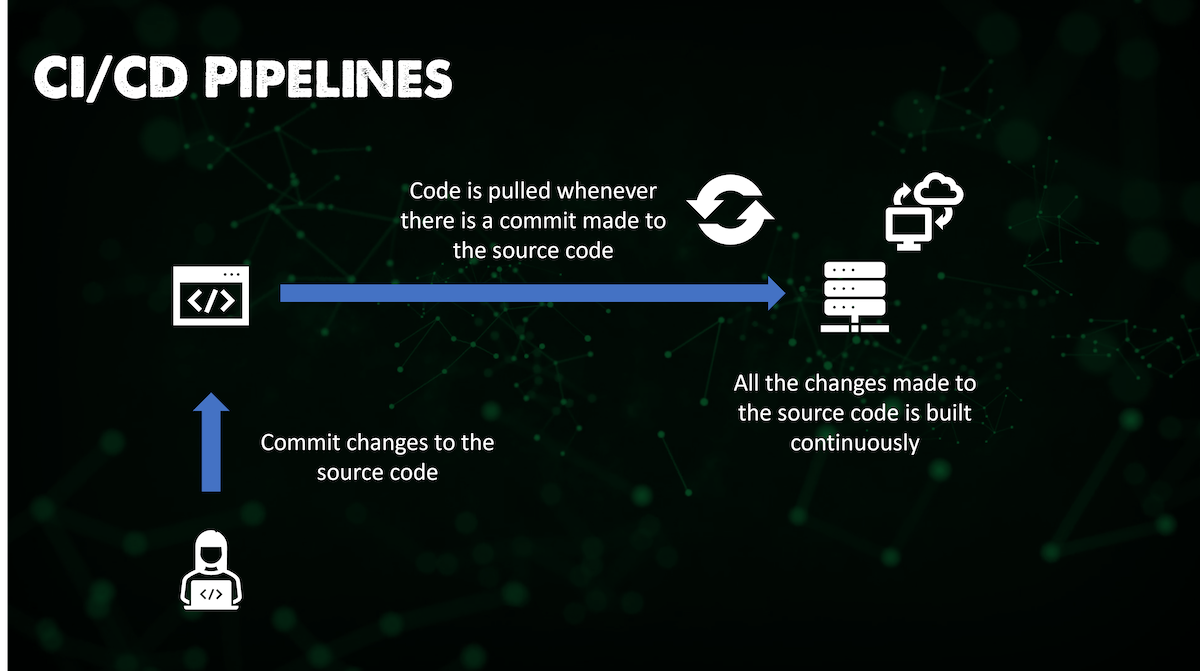 CI/CD PIPELINES
Code is pulled whenever
there is a commit made to
the source code
</>
All the changes made to
the source code is built
continuously
Commit changes to the
source code
</>